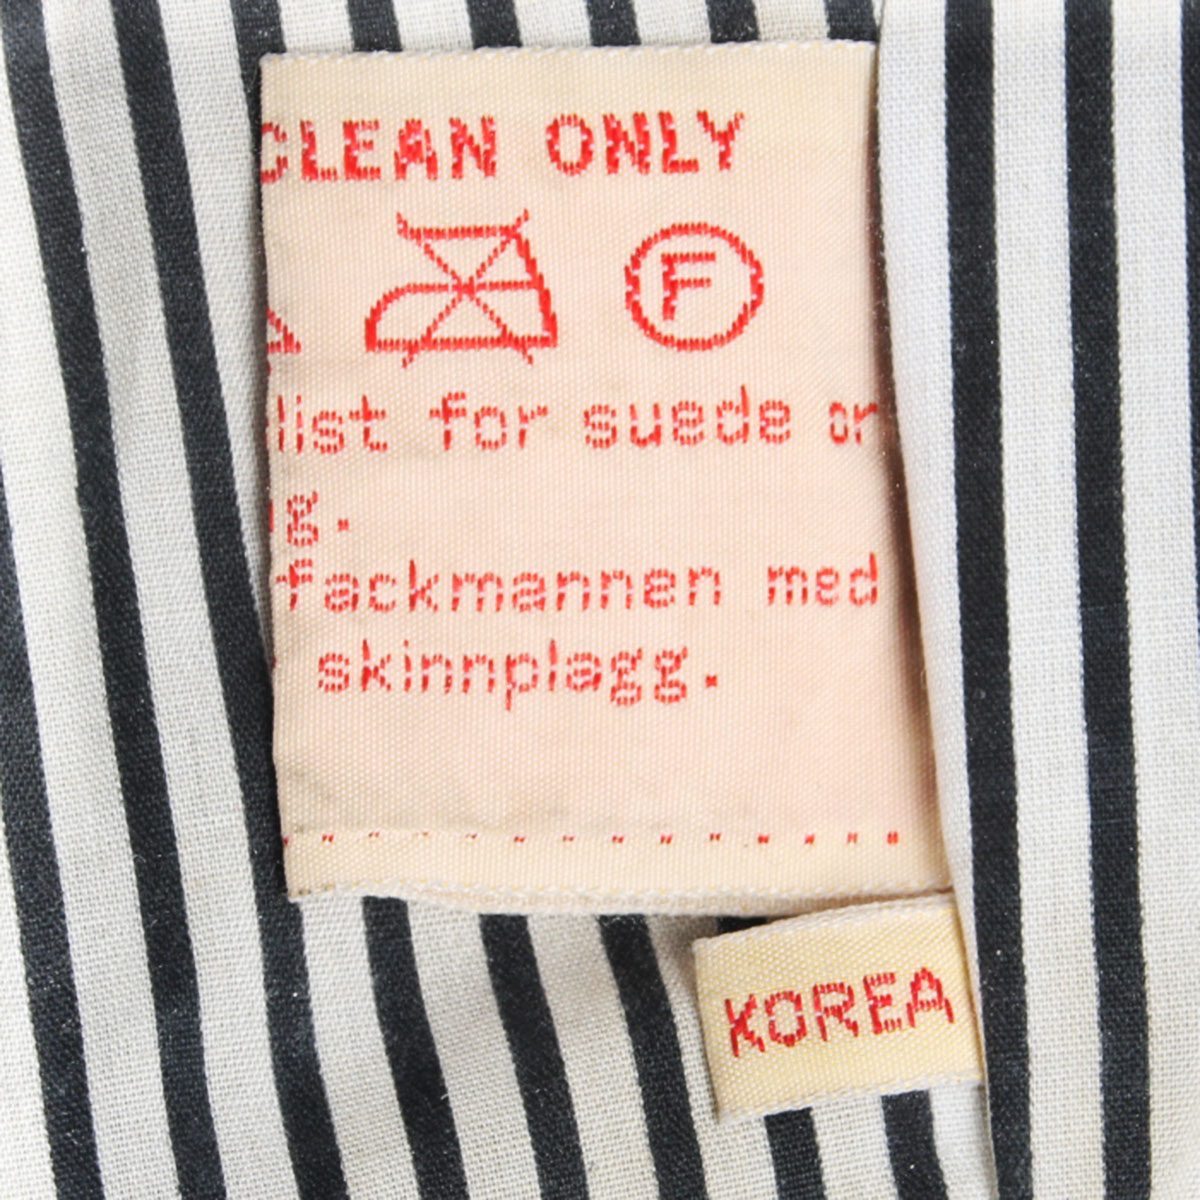 CLEAN ONLY
F
list for suede or
g.
fackmannen med
skinnplagg.
KOREA